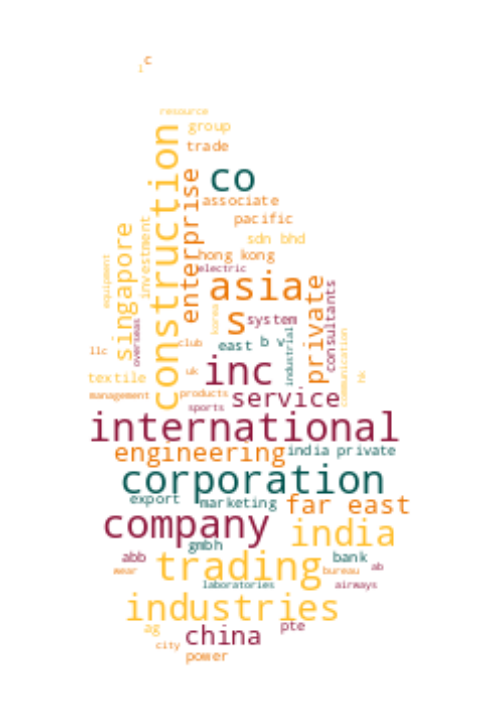 c
l
resource
group
construction
trade
enterprise
co
associate
pacific
investment
singapore
sdn bhd
hong kong
equipment
electric
asia
private
consultants
korea
s
system
overseas
industrial
communication
club
east
b v
llc
inc
uk
textile
hk
management
products
service
sports
international
engineering
india private
corporation
export
marketing
far east
company
india
gmbh
abb
trading
bank
wear
bureau
ab
laboratories
airways
industries
ag
china
pte
city
power